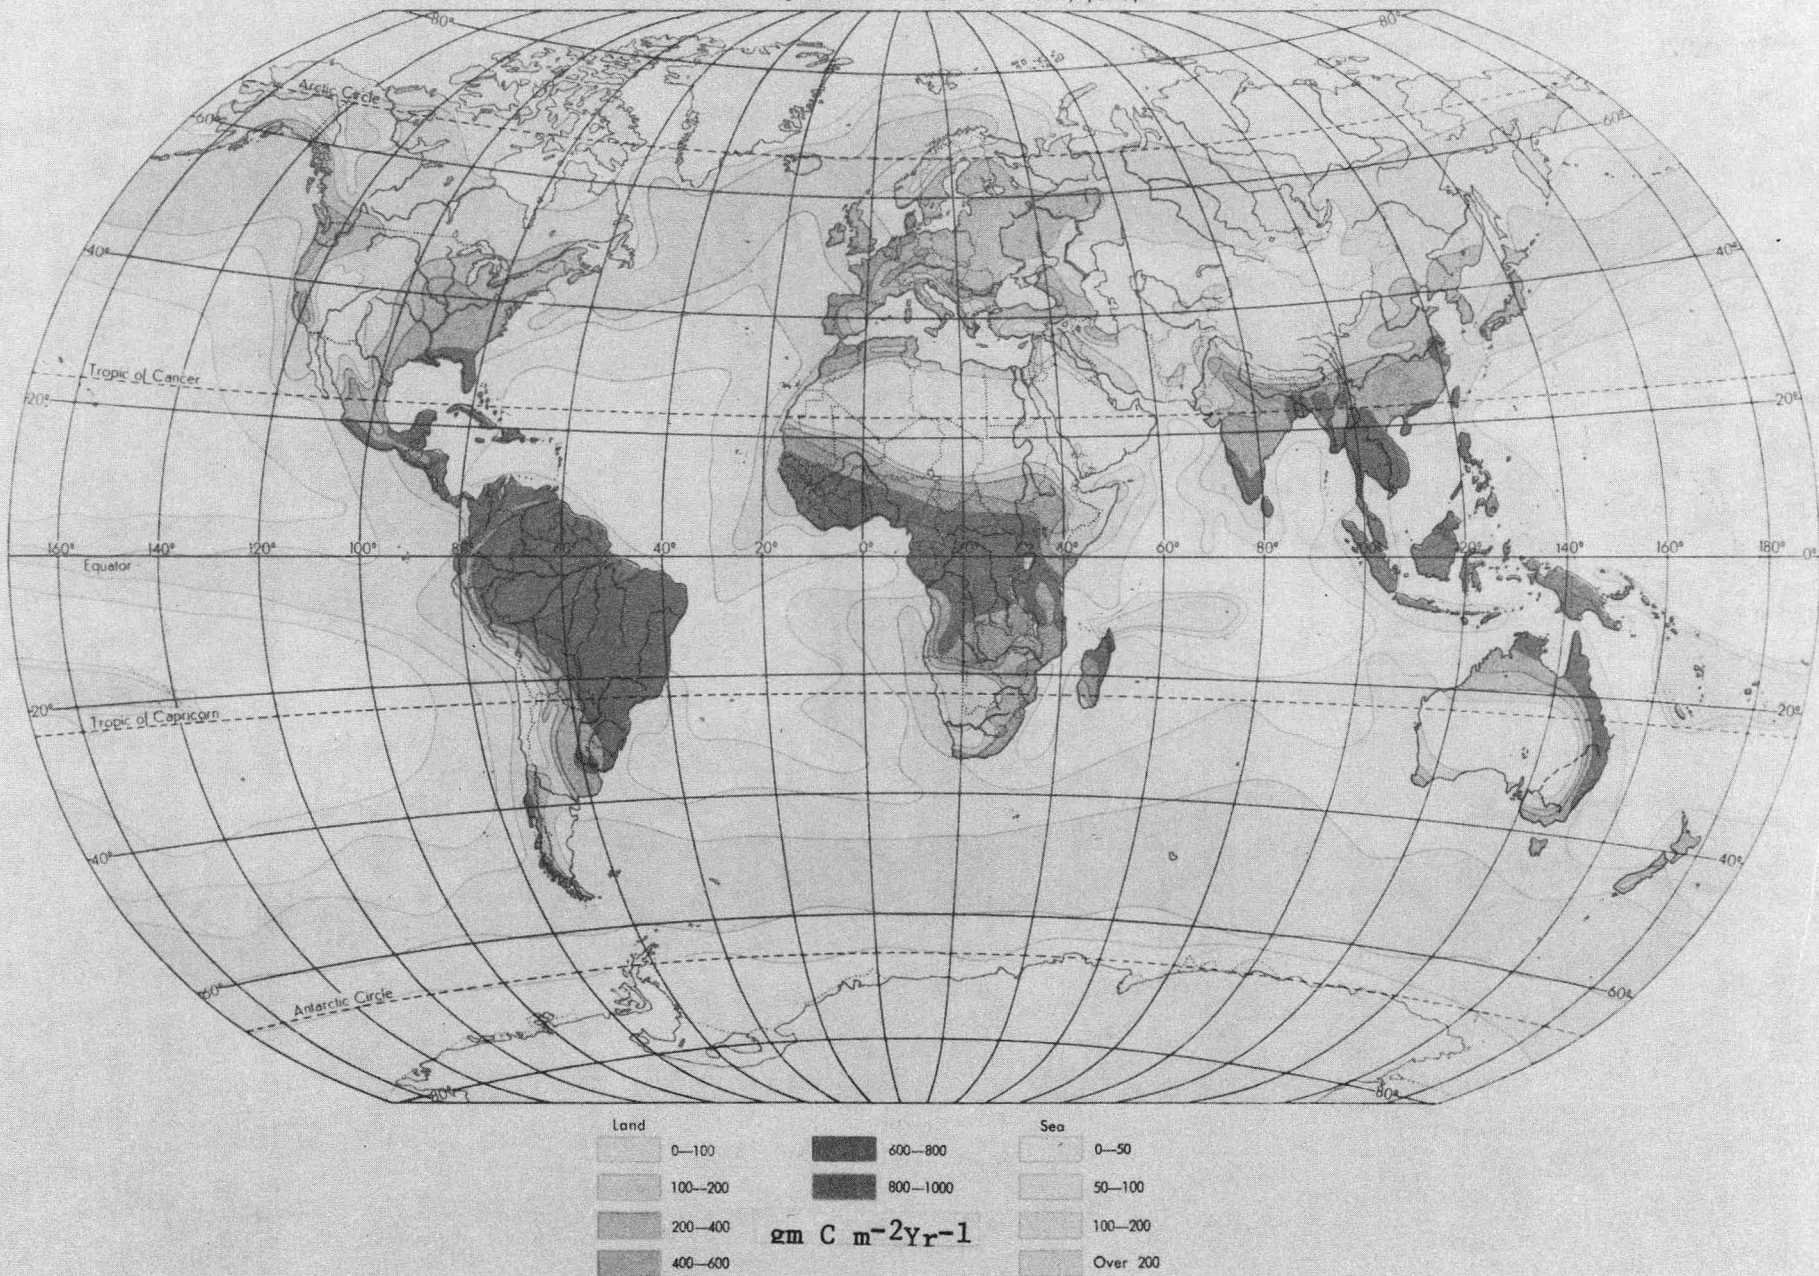 80° 80°
Arctic Circle
60° 60°
40° 40°
Tropic of Cancer
20° 20°
160° 140° 120° 100° 80° 60° 40° 20° 0° 20° 40° 60° 80° 100° 120° 140° 160° 180° 0°
Equator
20° 20°
Tropic of Capricorn
40° 40°
60° 60°
Antarctic Circle
80° 80°
Land
0—100
100—200
200—400
400—600
600—800
800—1000
gm C m-2Yr-1
Sea
0—50
50—100
100—200
Over 200